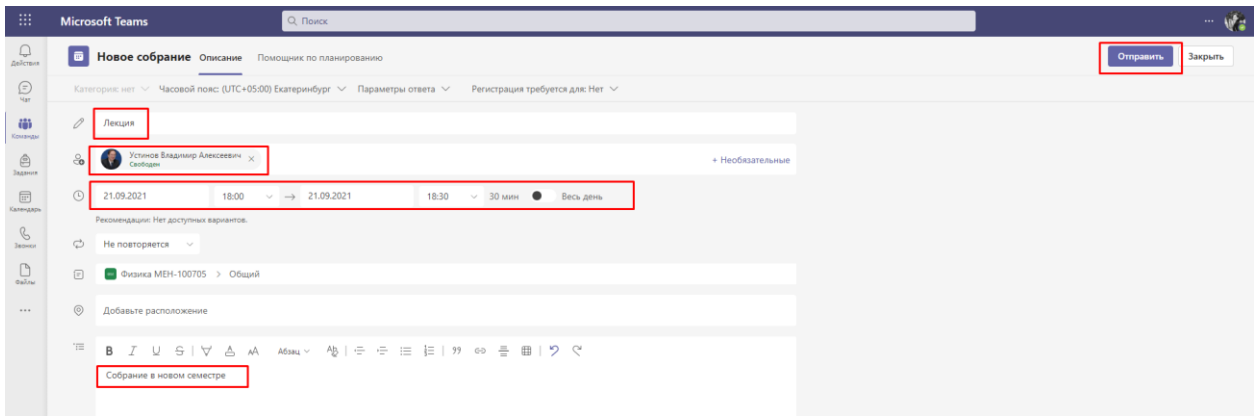 Microsoft Teams
Поиск
Действия
Чат
Команды
Задания
Календарь
Звонки
Файлы
Новое собрание Описание Помощник по планированию
Отправить Закрыть
Категория: нет Часовой пояс: (UTC+05:00) Екатеринбург Параметры ответа Регистрация требуется для: Нет
Лекция
Устинов Владимир Алексеевич
Свободен
+ Необязательные
21.09.2021 18:00 → 21.09.2021 18:30 30 мин Весь день
Рекомендации: Нет доступных вариантов.
Не повторяется
Физика МЕН-100705 > Общий
Добавьте расположение
B I U S A AA Абзац
Собрание в новом семестре